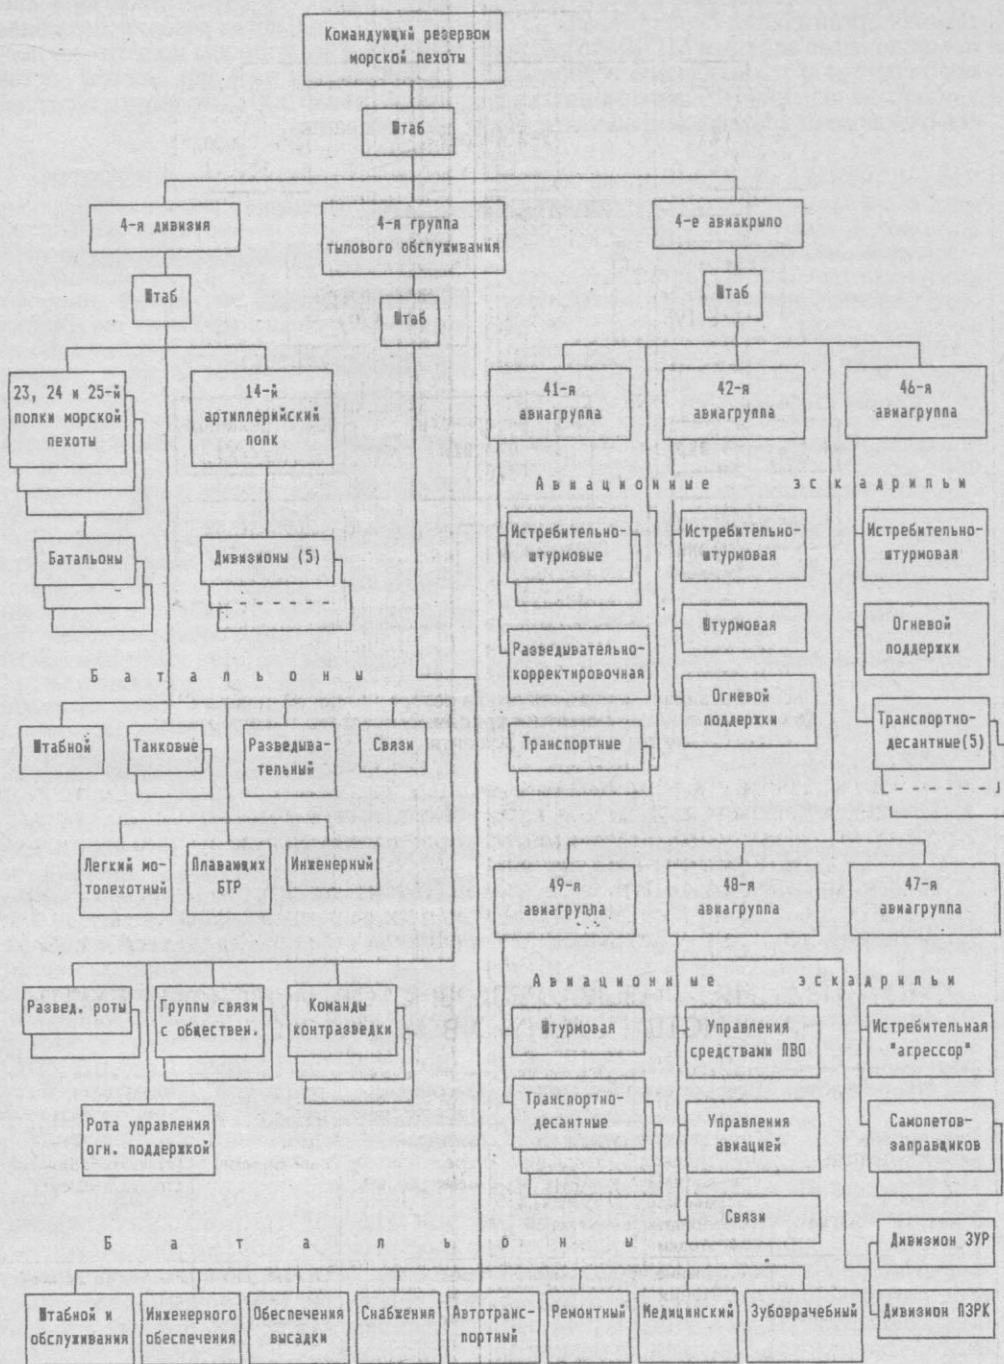 Командующий резервом
морской пехоты
Штаб
4-я дивизия
4-я группа
тылового обслуживания
4-е авиакрыло
Штаб
Штаб
Штаб
23, 24 и 25-й
полки морской
пехоты
14-й
артиллерийский
полк
41-я
авиагруппа
42-я
авиагруппа
46-я
авиагруппа
Авиационные эскадрильи
Батальоны
Дивизионы (5)
Истребительно-
штурмовые
Истребительно-
штурмовая
Истребительно-
штурмовая
Разведывательно-
корректировочная
Штурмовая
Огневой
поддержки
Огневой
поддержки
Транспортные
Транспортно-
десантные(5)
Батальоны
Штабной
Танковые
Разведыва-
тельный
Связи
Легкий мо-
топехотный
Плавающих
БТР
Инженерный
49-я
авиагруппа
48-я
авиагруппа
47-я
авиагруппа
Авиационные эскадрильи
Развед. роты
Группы связи
с обществен.
Команды
контразведки
Рота управления
огн. поддержкой
Штурмовая
Управления
средствами ПВО
Истребительная
"агрессор"
Транспортно-
десантные
Управления
авиацией
Самолетов-
заправщиков
Связи
Дивизион ЗУР
Дивизион ПЗРК
Батальоны
Штабной и
обслуживания
Инженерного
обеспечения
Обеспечения
высадки
Снабжения
Автотранс-
портный
Ремонтный
Медицинский
Зубоврачебный